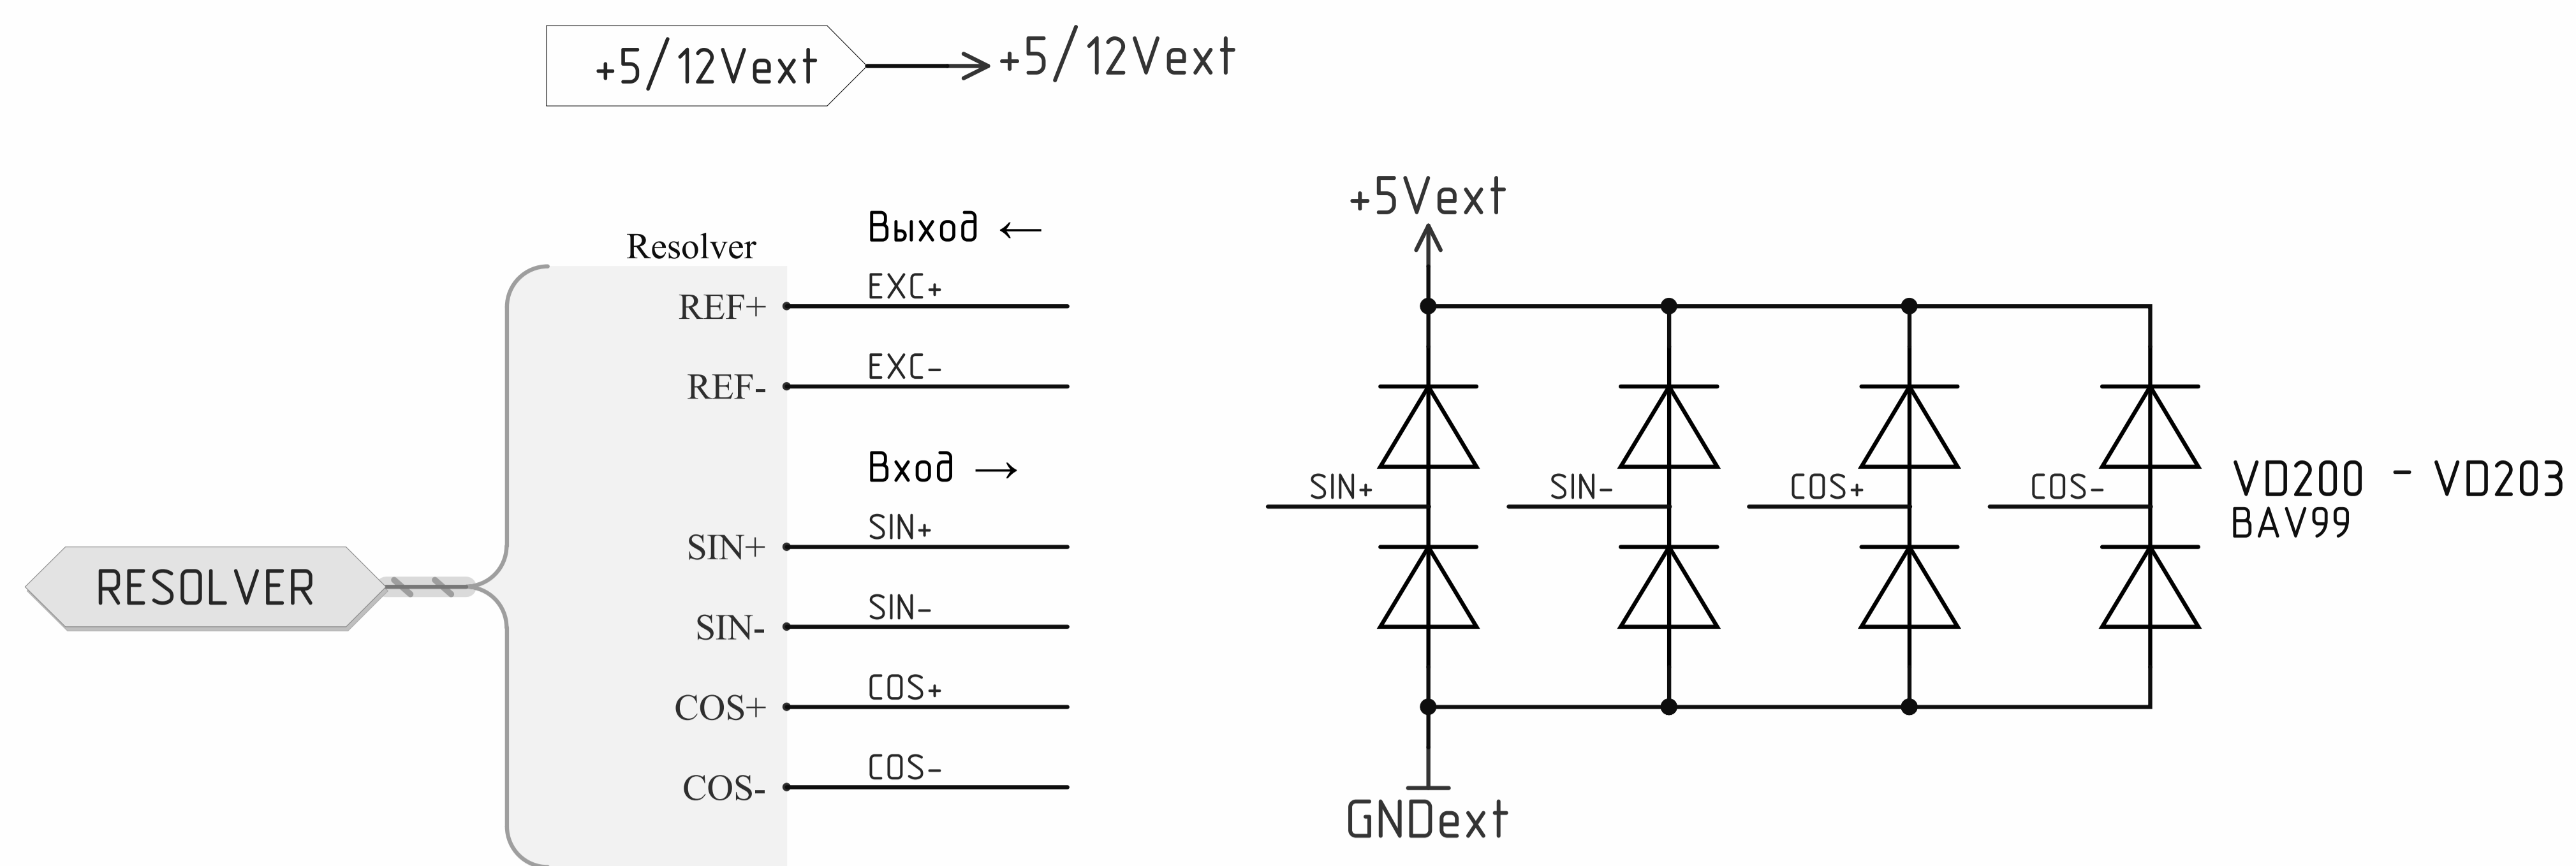 +5/12Vext
+5/12Vext
Resolver
Выход ←
REF+
EXC+
REF-
EXC-
Вход →
SIN+
SIN+
SIN-
SIN-
COS+
COS+
COS-
COS-
RESOLVER
+5Vext
SIN+
SIN-
COS+
COS-
VD200 - VD203
BAV99
GNDext